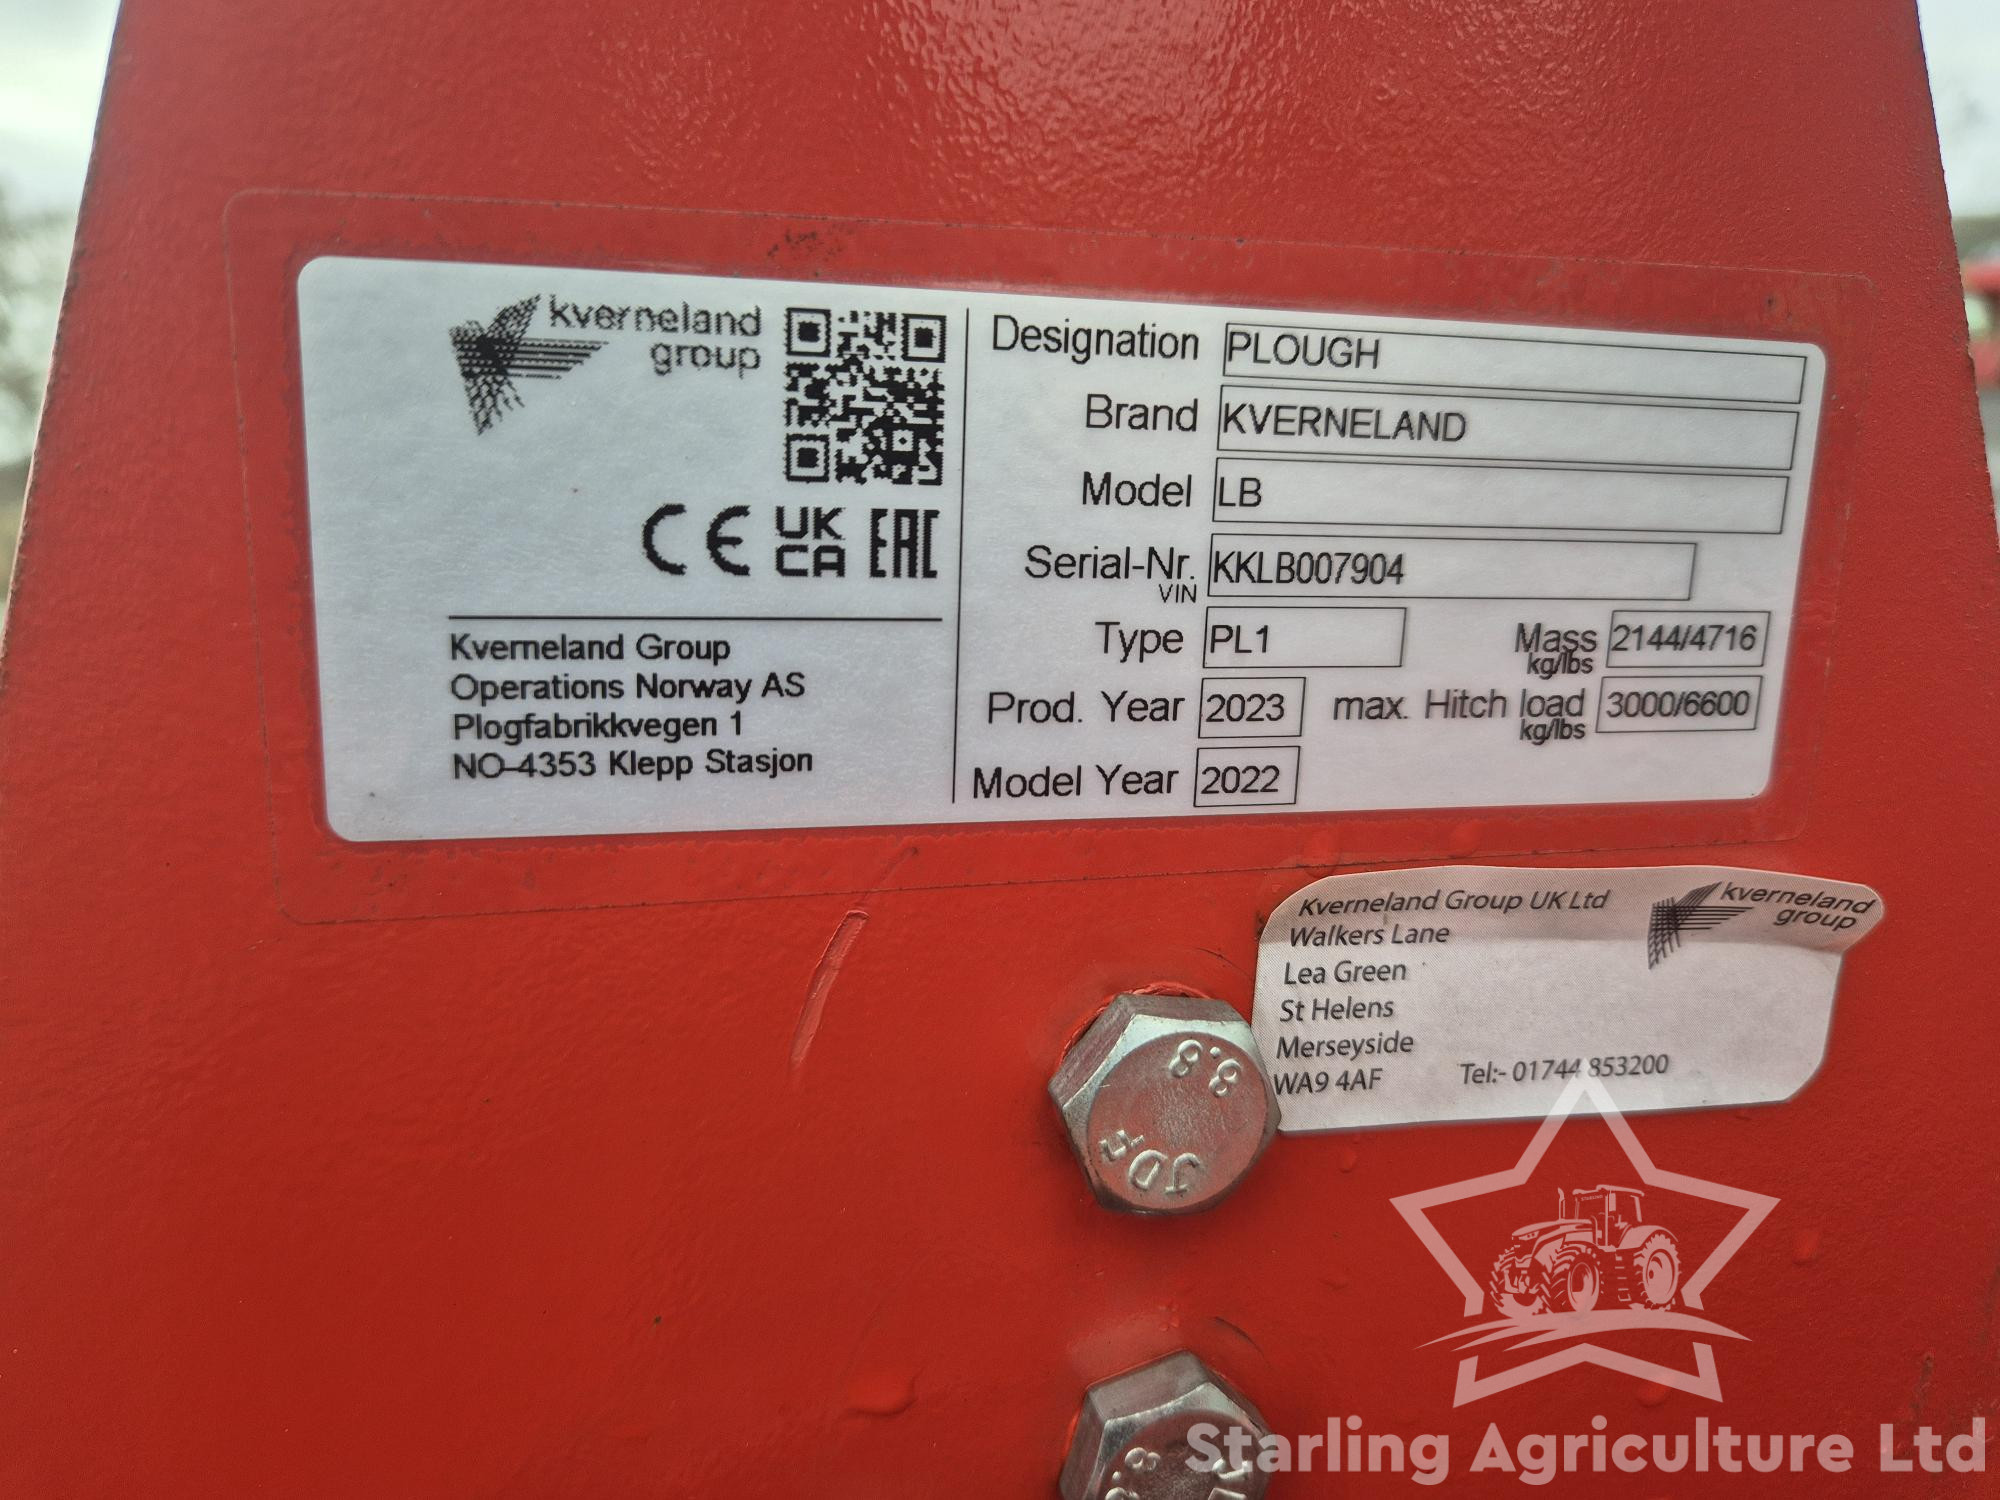 kverneland
group
CE UK CA EAC
Kverneland Group
Operations Norway AS
Plogfabrikkvegen 1
NO-4353 Klepp Stasjon
Designation PLOUGH
Brand KVERNELAND
Model LB
Serial-Nr. KKLB007904
VIN
Type PL1 Mass 2144/4716
kg/lbs
Prod. Year 2023 max. Hitch load 3000/6600
kg/lbs
Model Year 2022
Kverneland Group UK Ltd
Walkers Lane
Lea Green
St Helens
Merseyside
WA9 4AF Tel:- 01744 853200
kverneland
group
8.8
JDF
Starling Agriculture Ltd